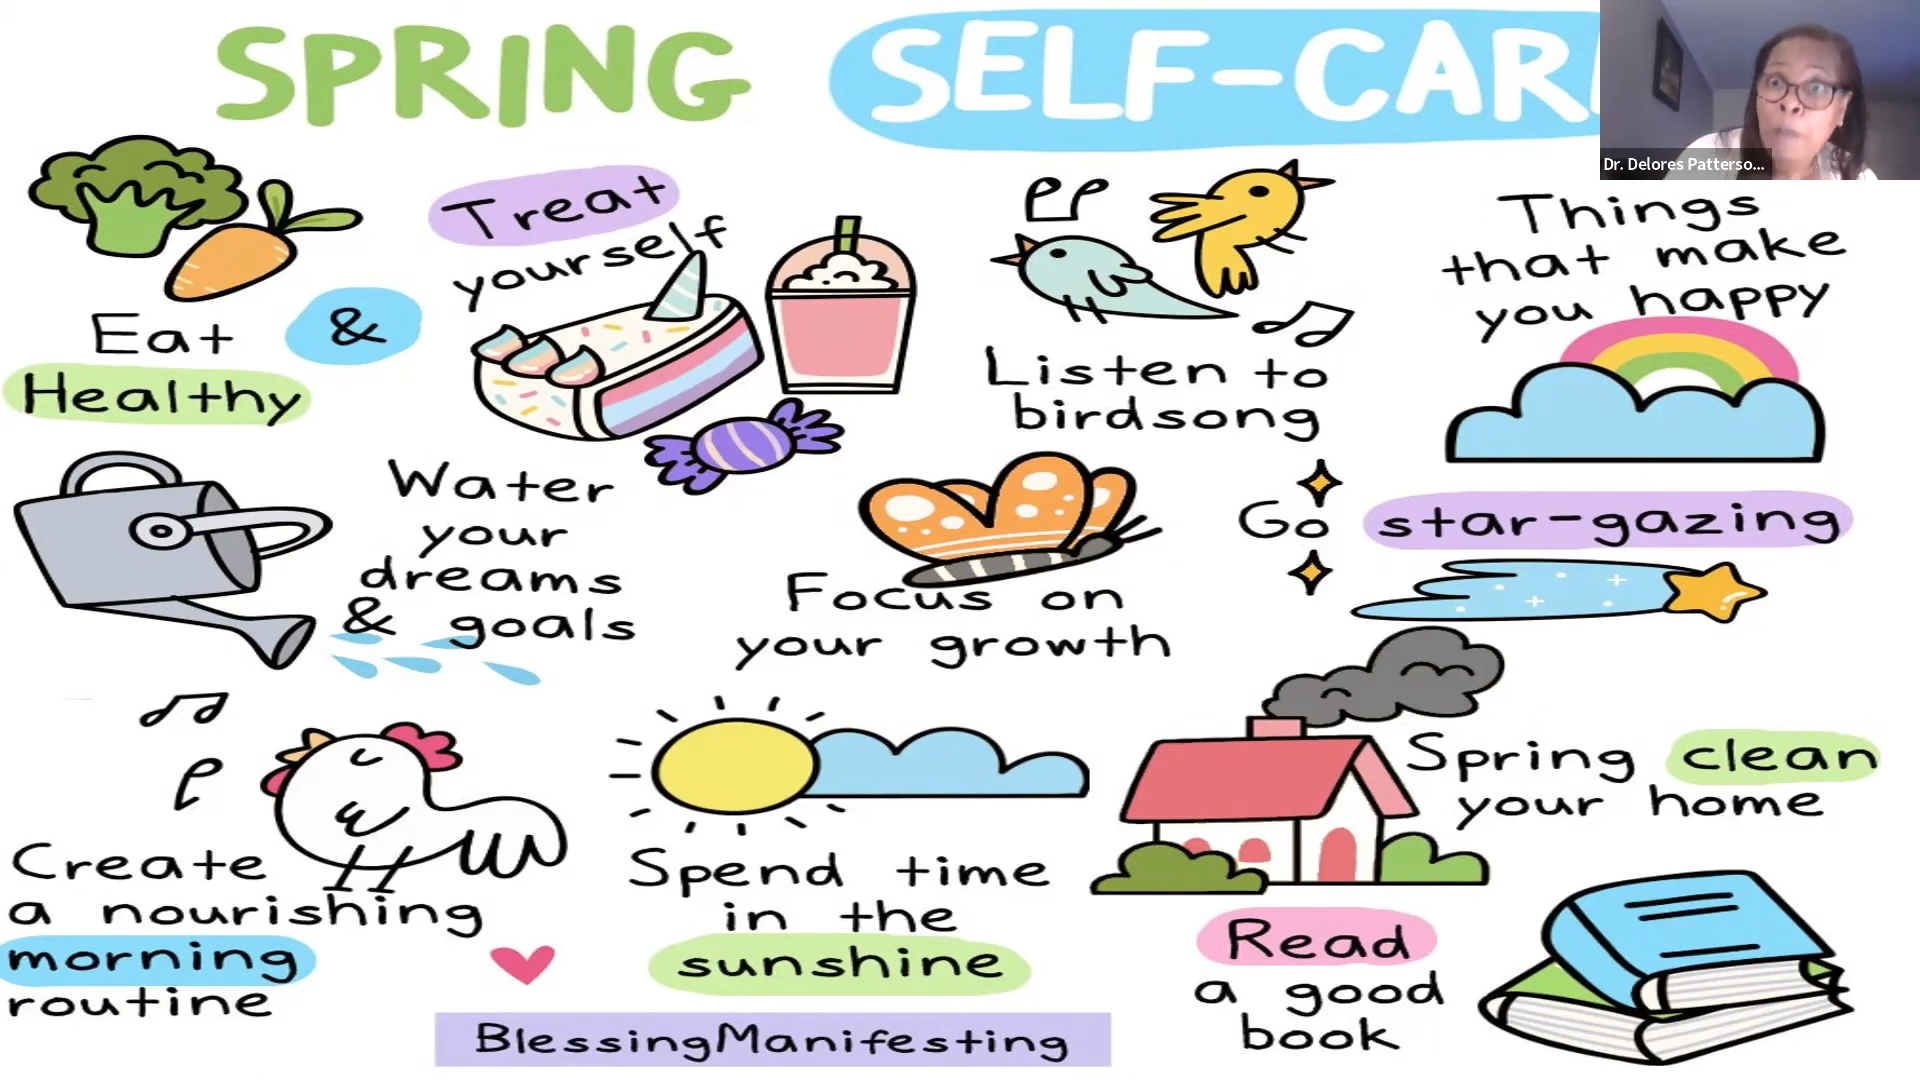 SPRING SELF-CAR
Dr. Delores Patterso...
Eat
Healthy
&
Treat
yourself
Listen to
birdsong
Things
that make
you happy
Water
your
dreams
& goals
Focus on
your growth
Go star-gazing
Create
a nourishing
morning
routine
Spend time
in the
sunshine
Spring clean
your home
Read
a good
book
BlessingManifesting